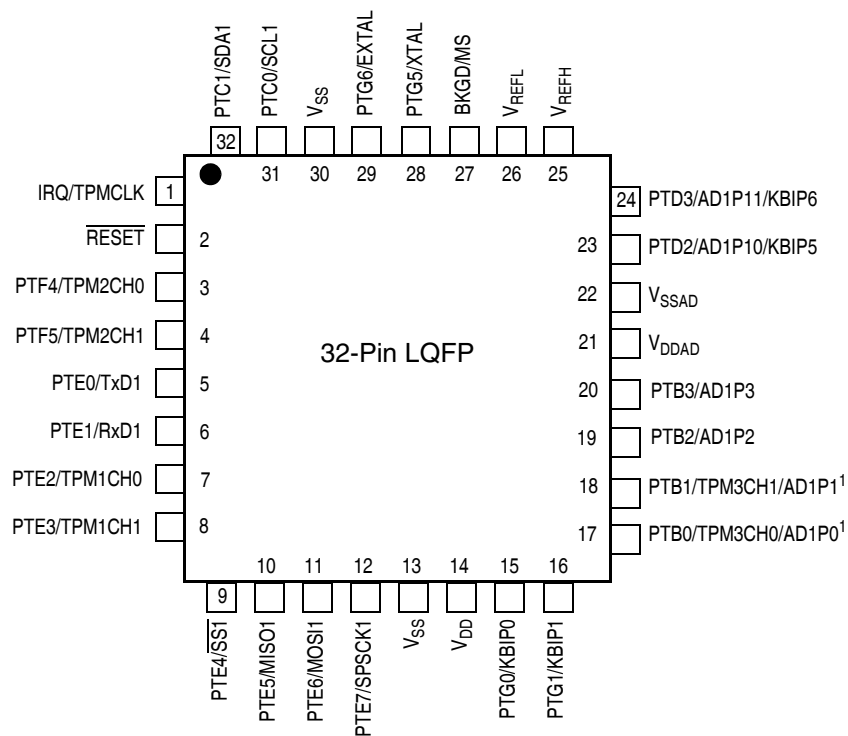 PTC1/SDA1
PTC0/SCL1
VSS
PTG6/EXTAL
PTG5/XTAL
BKGD/MS
VREFL
VREFH
32
31
30
29
28
27
26
25
IRQ/TPMCLK 1
RESET 2
PTF4/TPM2CH0 3
PTF5/TPM2CH1 4
PTE0/TxD1 5
PTE1/RxD1 6
PTE2/TPM1CH0 7
PTE3/TPM1CH1 8
32-Pin LQFP
24 PTD3/AD1P11/KBIP6
23 PTD2/AD1P10/KBIP5
22 VSSAD
21 VDDAD
20 PTB3/AD1P3
19 PTB2/AD1P2
18 PTB1/TPM3CH1/AD1P1¹
17 PTB0/TPM3CH0/AD1P0¹
9
10
11
12
13
14
15
16
PTE4/SS1
PTE5/MISO1
PTE6/MOSI1
PTE7/SPSCK1
VSS
VDD
PTG0/KBIP0
PTG1/KBIP1